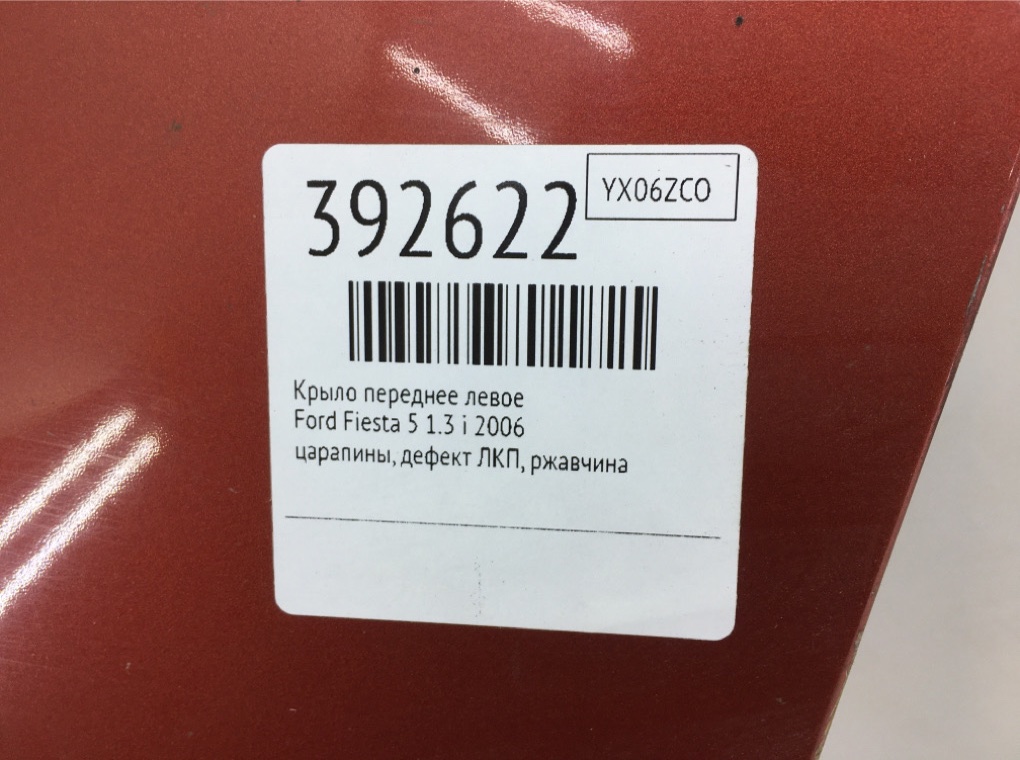 392622
YX06ZCO
Крыло переднее левое
Ford Fiesta 5 1.3 i 2006
царапины, дефект ЛКП, ржавчина